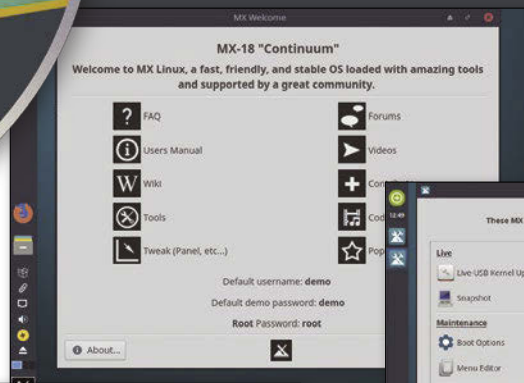 MX Welcome
MX-18 "Continuum"
Welcome to MX Linux, a fast, friendly, and stable OS loaded with amazing tools
and supported by a great community.
FAQ
Forums
Users Manual
Videos
Wiki
Tools
Tweak (Panel, etc...)
Default username: demo
Default demo password: demo
Root Password: root
About...
12:49
These MX
Live
Live-USB Kernel Up
Snapshot
Maintenance
Boot Options
Menu Editor